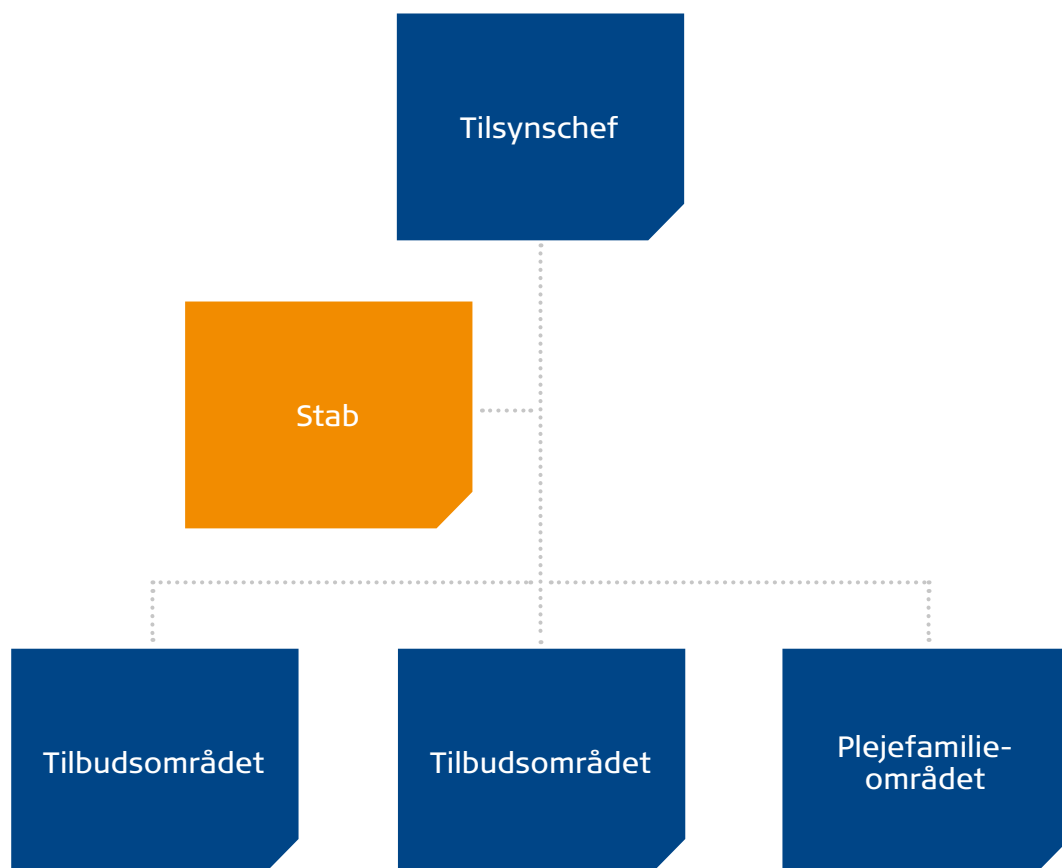 Tilsynschef
Stab
Tilbudsområdet
Tilbudsområdet
Plejefamilie-
området